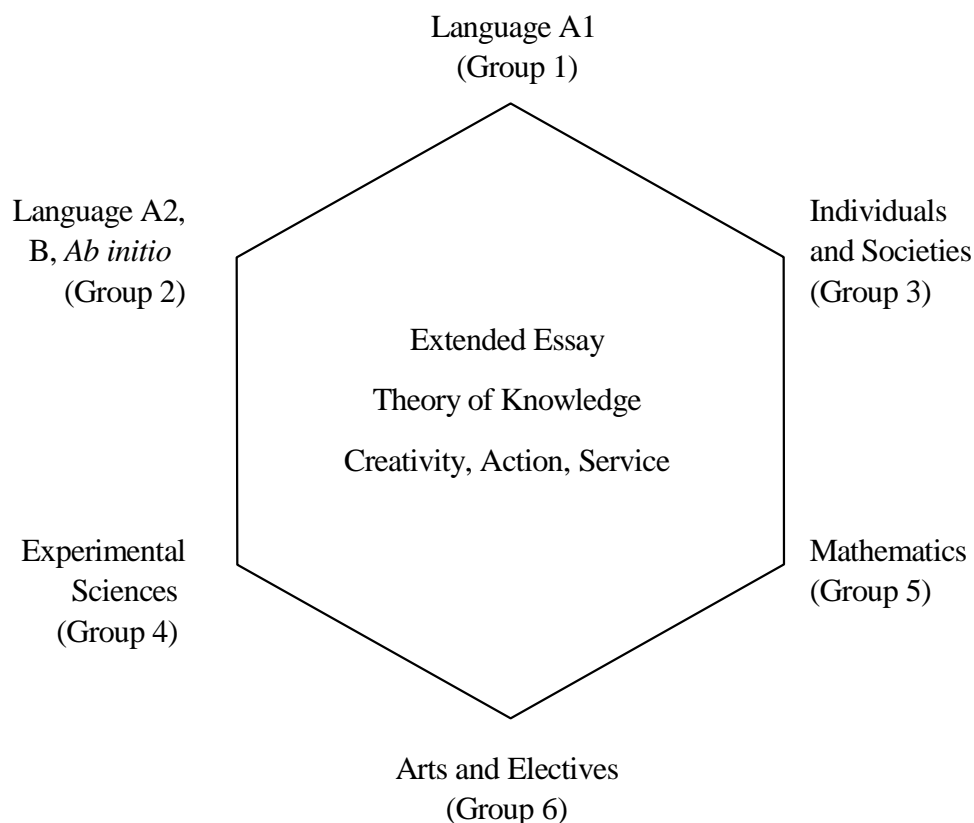 Language A1
(Group 1)
Language A2,
B, Ab initio
(Group 2)
Individuals
and Societies
(Group 3)
Extended Essay
Theory of Knowledge
Creativity, Action, Service
Experimental
Sciences
(Group 4)
Mathematics
(Group 5)
Arts and Electives
(Group 6)